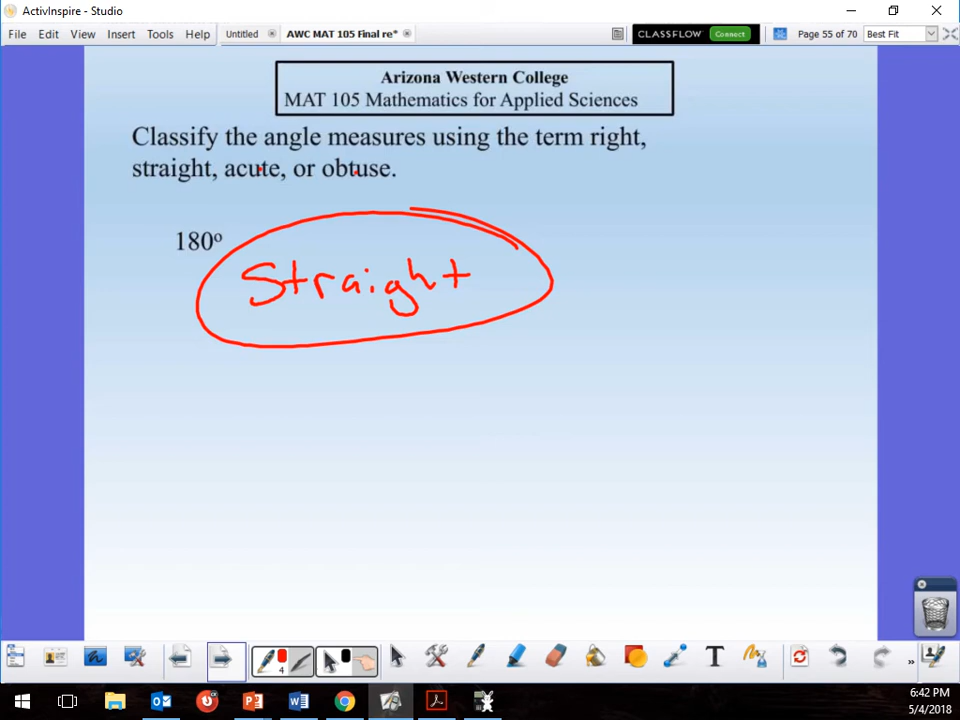 ActivInspire - Studio
File Edit View Insert Tools Help Untitled AWC MAT 105 Final re* CLASSFLOW Connect Page 55 of 70 Best Fit
Arizona Western College
MAT 105 Mathematics for Applied Sciences
Classify the angle measures using the term right,
straight, acute, or obtuse.
180º
Straight
4
T
»
6:42 PM
5/4/2018